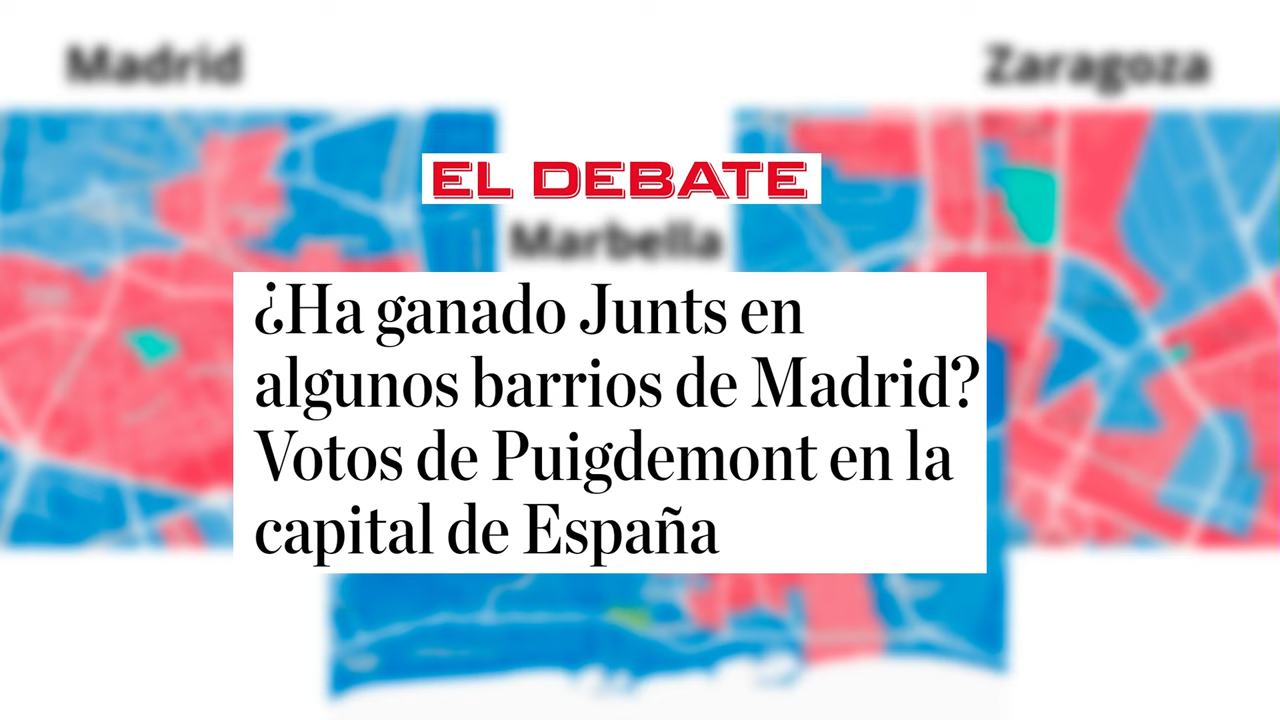 Madrid
Zaragoza
EL DEBATE
Marbella
¿Ha ganado Junts en
algunos barrios de Madrid?
Votos de Puigdemont en la
capital de España